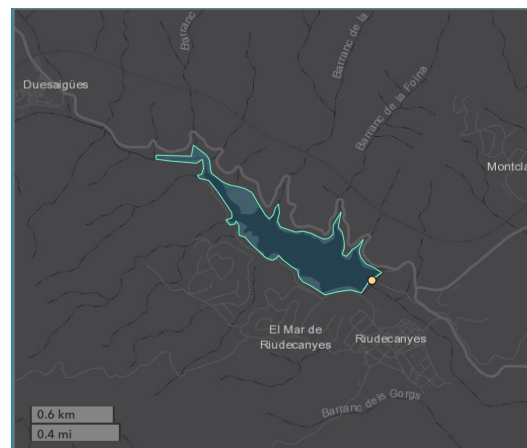 Barranc
Barranc de la
Duesaigües
Barranc de la Foina
Montcla
El Mar de
Riudecanyes
Riudecanyes
Barranc dels Gorgs
0.6 km
0.4 mi